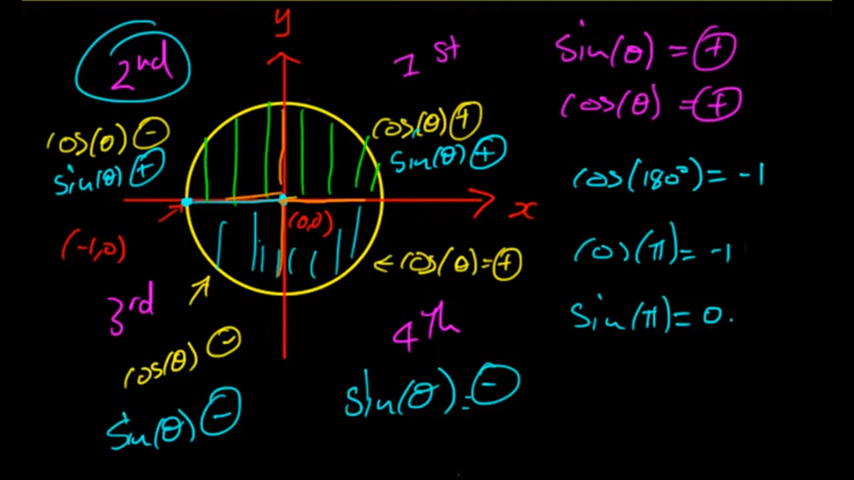 y
2nd
1st
sin(θ) = +
cos(θ) = +
cos(θ) -
cos(θ) +
sin(θ) +
sin(θ) +
cos(180°) = -1
x
(0,0)
(-1,0)
cos(π) = -1
← cos(θ) = +
3rd
4Th
sin(π) = 0.
cos(θ) -
sin(θ) = -
sin(θ) -